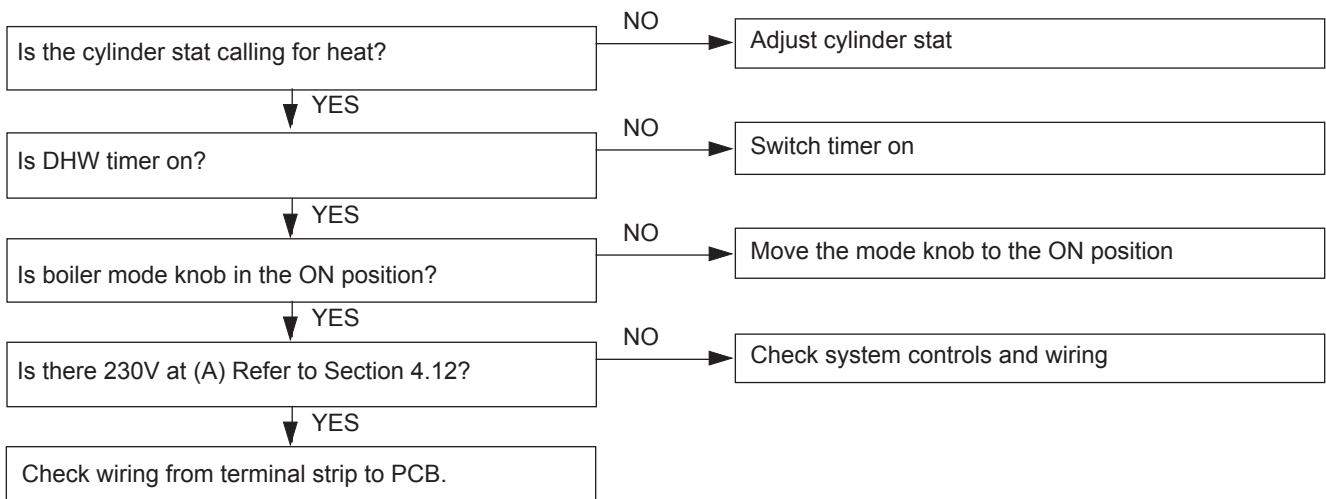 NO
Is the cylinder stat calling for heat?
Adjust cylinder stat
YES
NO
Is DHW timer on?
Switch timer on
YES
NO
Is boiler mode knob in the ON position?
Move the mode knob to the ON position
YES
NO
Is there 230V at (A) Refer to Section 4.12?
Check system controls and wiring
YES
Check wiring from terminal strip to PCB.